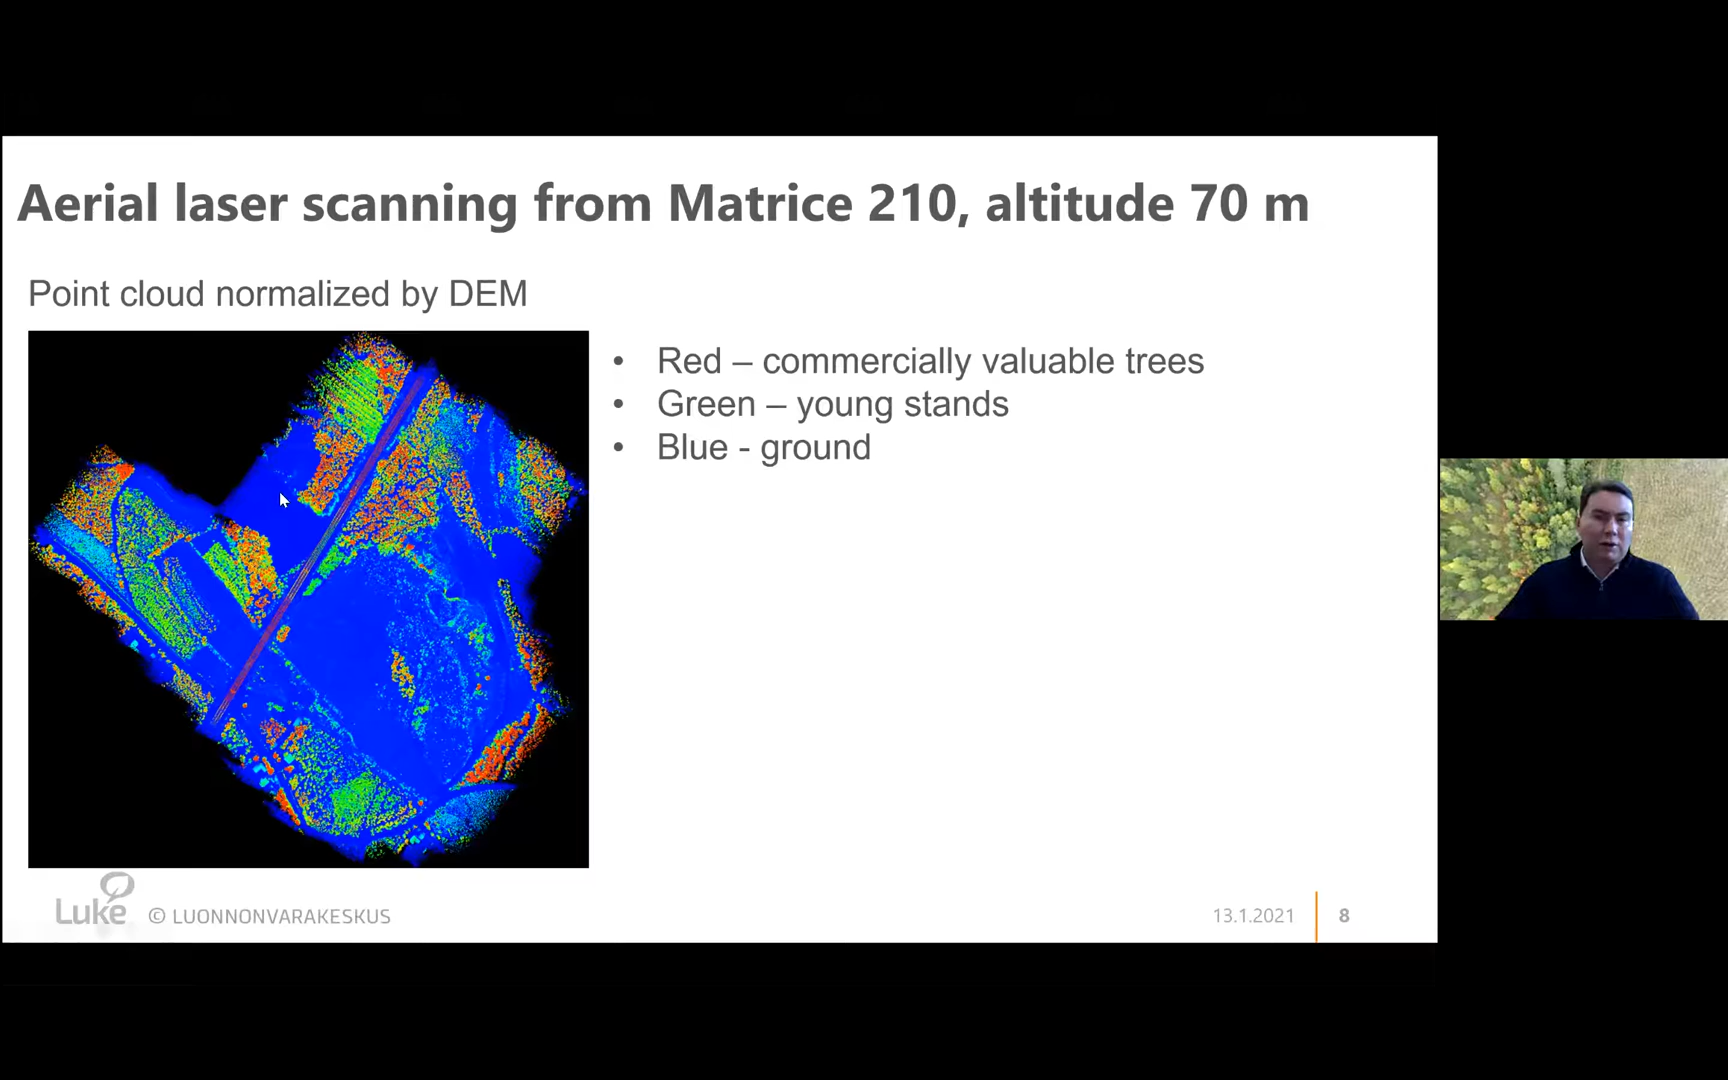 Aerial laser scanning from Matrice 210, altitude 70 m
Point cloud normalized by DEM
• Red – commercially valuable trees
• Green – young stands
• Blue - ground
Luke © LUONNONVARAKESKUS
13.1.2021 8